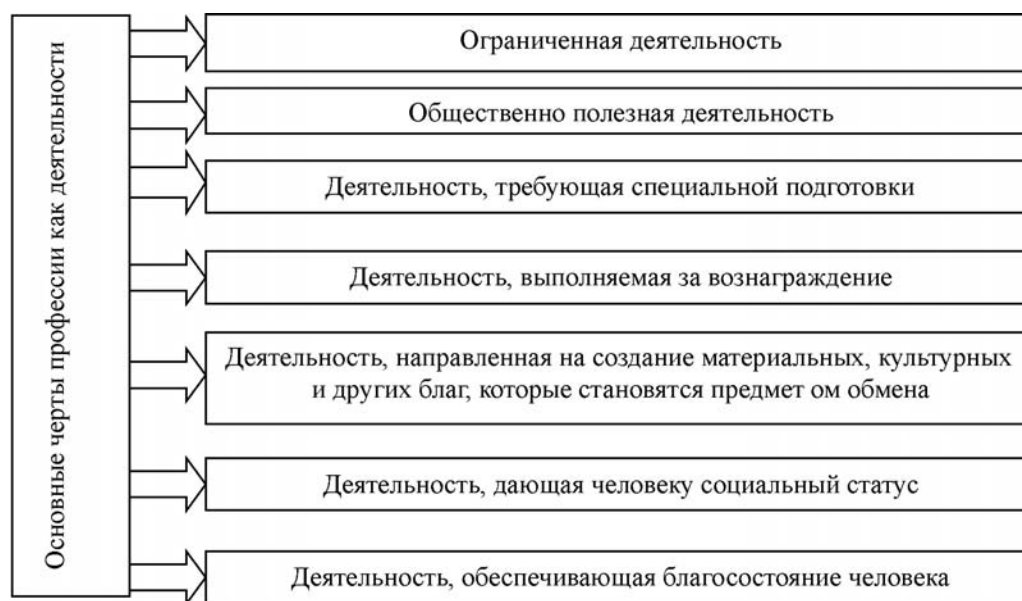 Основные черты профессии как деятельности
Ограниченная деятельность
Общественно полезная деятельность
Деятельность, требующая специальной подготовки
Деятельность, выполняемая за вознаграждение
Деятельность, направленная на создание материальных, культурных
и других благ, которые становятся предмет ом обмена
Деятельность, дающая человеку социальный статус
Деятельность, обеспечивающая благосостояние человека